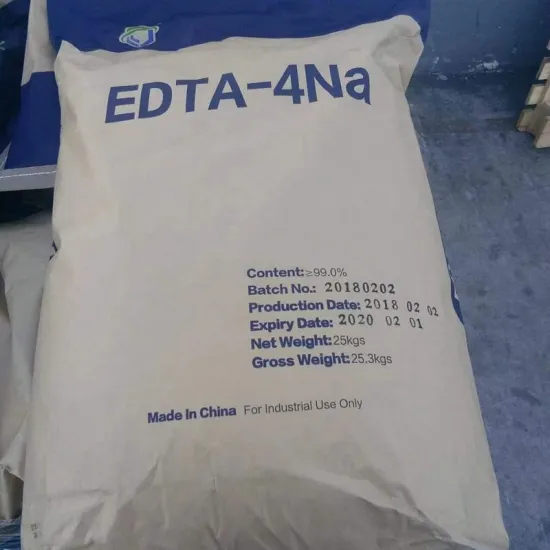 EDTA-4Na
Content:≥99.0%
Batch No.: 20180202
Production Date: 2018 02 02
Expiry Date: 2020 02 01
Net Weight:25kgs
Gross Weight:25.3kgs
Made In China For Industrial Use Only